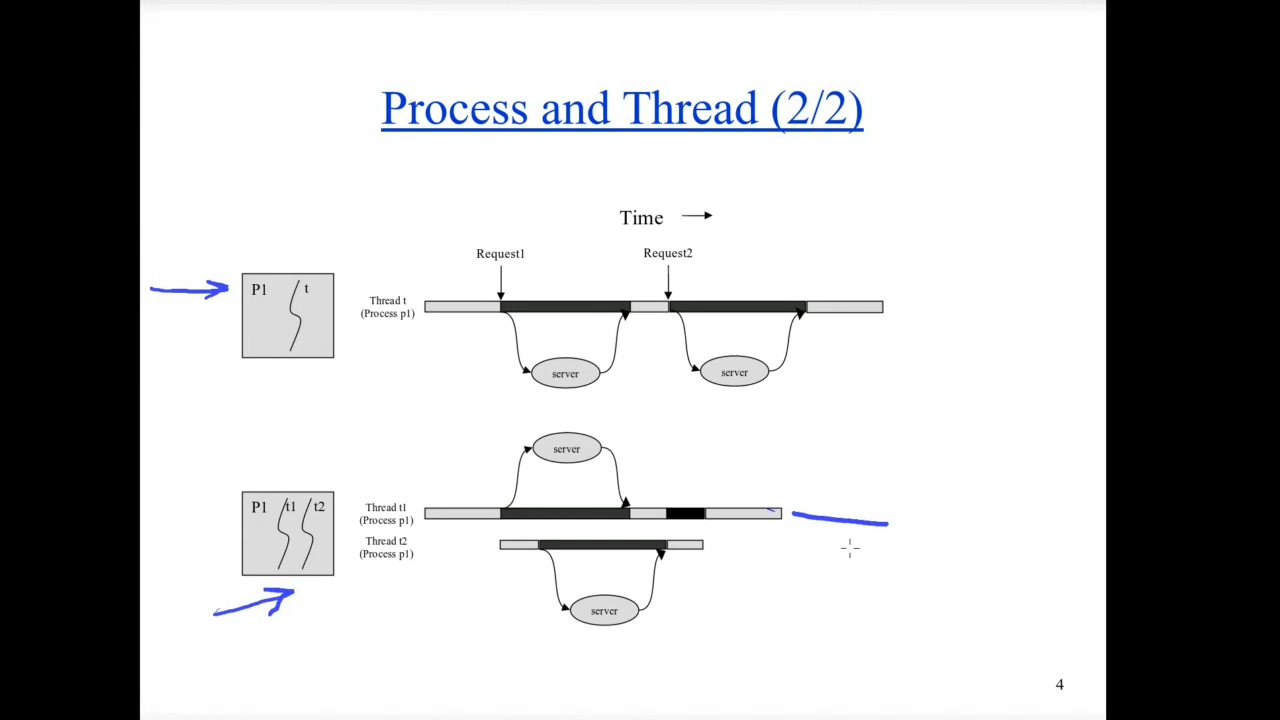 Process and Thread (2/2)
Time
Request1
Request2
P1 t
Thread t
(Process p1)
server
server
server
P1 t1 t2
Thread t1
(Process p1)
Thread t2
(Process p1)
server
4